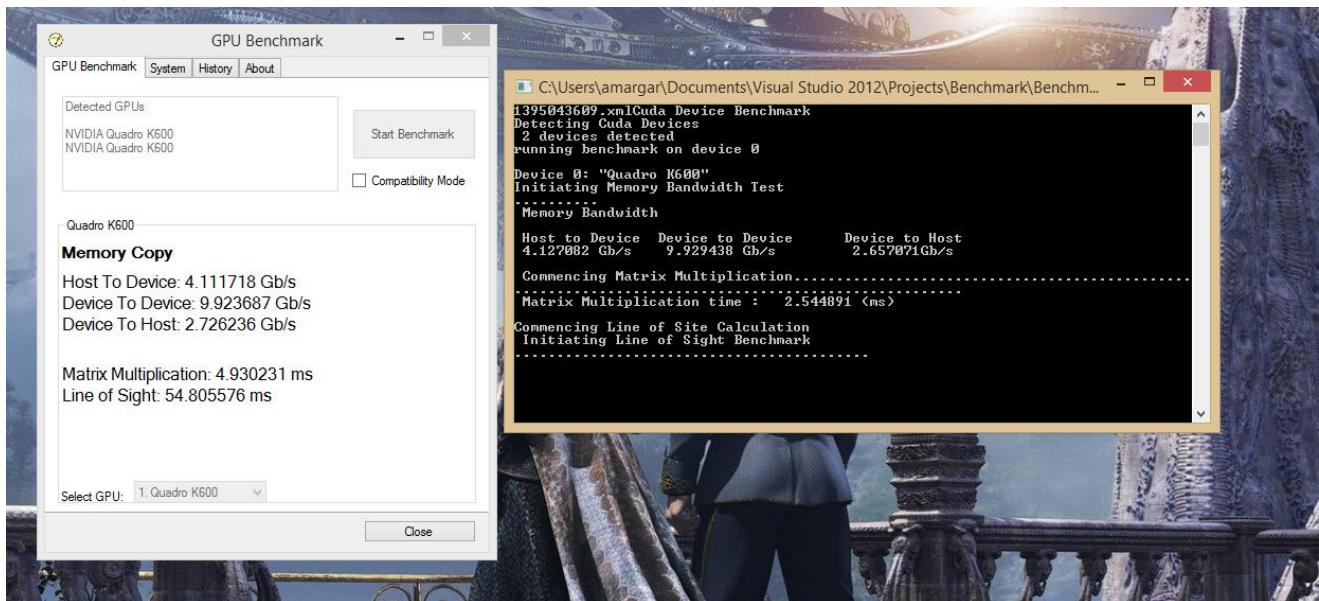 GPU Benchmark
GPU Benchmark System History About
Detected GPUs
NVIDIA Quadro K600
NVIDIA Quadro K600
Start Benchmark
Compatibility Mode
Quadro K600
Memory Copy
Host To Device: 4.111718 Gb/s
Device To Device: 9.923687 Gb/s
Device To Host: 2.726236 Gb/s
Matrix Multiplication: 4.930231 ms
Line of Sight: 54.805576 ms
Select GPU: 1. Quadro K600
Close
C:\Users\amargar\Documents\Visual Studio 2012\Projects\Benchmark\Benchm...
1395043609.xmlCuda Device Benchmark
Detecting Cuda Devices
2 devices detected
running benchmark on device 0
Device 0: "Quadro K600"
Initiating Memory Bandwidth Test
..........
Memory Bandwidth
Host to Device Device to Device Device to Host
4.127082 Gb/s 9.929438 Gb/s 2.657071Gb/s
Commencing Matrix Multiplication..................................................
......................................................
Matrix Multiplication time : 2.544891 (ms)
Commencing Line of Site Calculation
Initiating Line of Sight Benchmark
...........................................